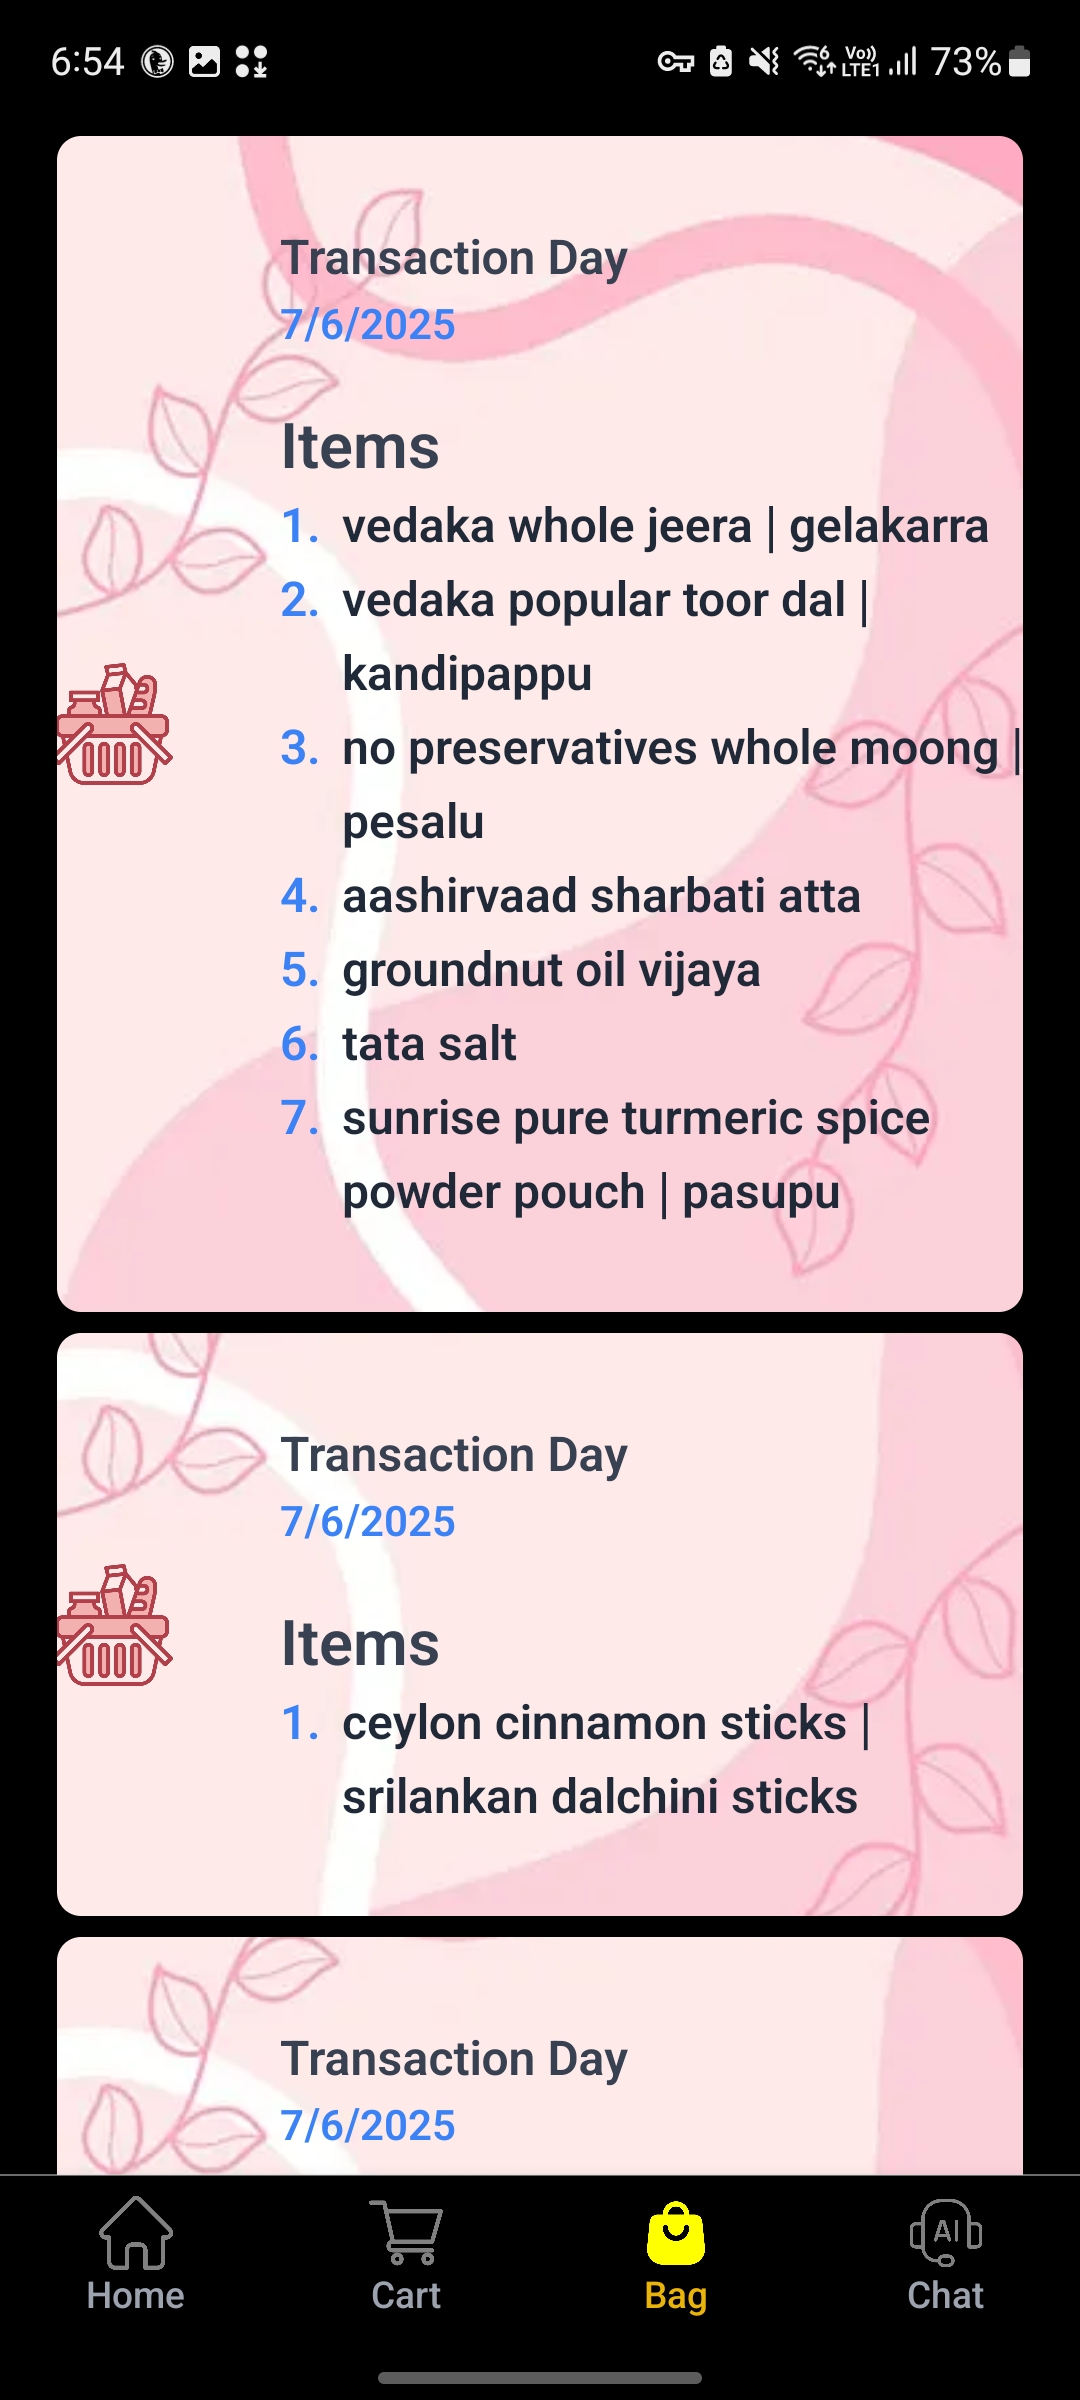 6:54
6
Vo))
LTE1
73%
Transaction Day
7/6/2025
Items
1. vedaka whole jeera | gelakarra
2. vedaka popular toor dal |
kandipappu
3. no preservatives whole moong |
pesalu
4. aashirvaad sharbati atta
5. groundnut oil vijaya
6. tata salt
7. sunrise pure turmeric spice
powder pouch | pasupu
Transaction Day
7/6/2025
Items
1. ceylon cinnamon sticks |
srilankan dalchini sticks
Transaction Day
7/6/2025
AI
Home Cart Bag Chat